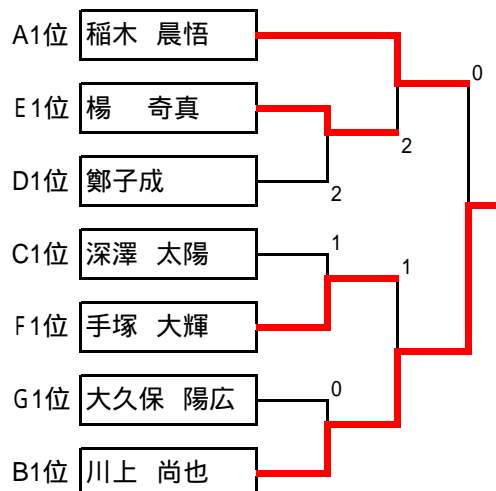 A1位 稲木 晨悟
0
E1位 楊 奇真
2
D1位 鄭子成
2
C1位 深澤 太陽
1
1
F1位 手塚 大輝
G1位 大久保 陽広
0
B1位 川上 尚也